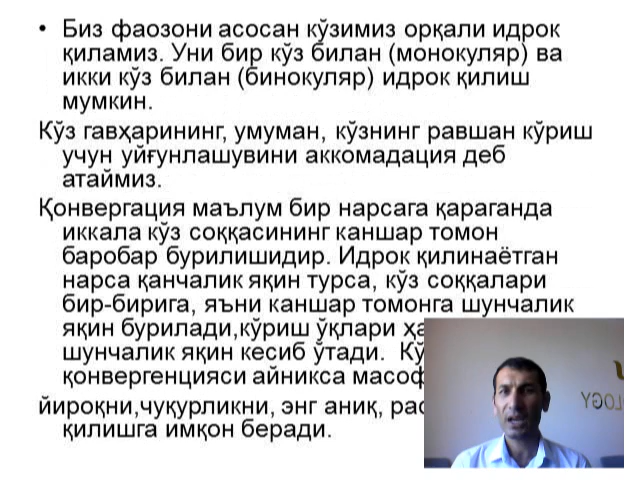 • Биз фаозони асосан кўзимиз орқали идрок
қиламиз. Уни бир кўз билан (монокуляр) ва
икки кўз билан (бинокуляр) идрок қилиш
мумкин.
Кўз гавҳарининг, умуман, кўзнинг равшан кўриш
учун уйғунлашувини аккомадация деб
атаймиз.
Қонвергация маълум бир нарсага қараганда
иккала кўз соққасининг каншар томон
баробар бурилишидир. Идрок қилинаётган
нарса қанчалик яқин турса, кўз соққалари
бир-бирига, яъни каншар томонга шунчалик
яқин бурилади,кўриш ўқлари
шунчалик яқин кесиб ўтади.
қонвергенцияси айникса
йироқни,чуқурликни, энг аниқ,
қилишга имқон беради.